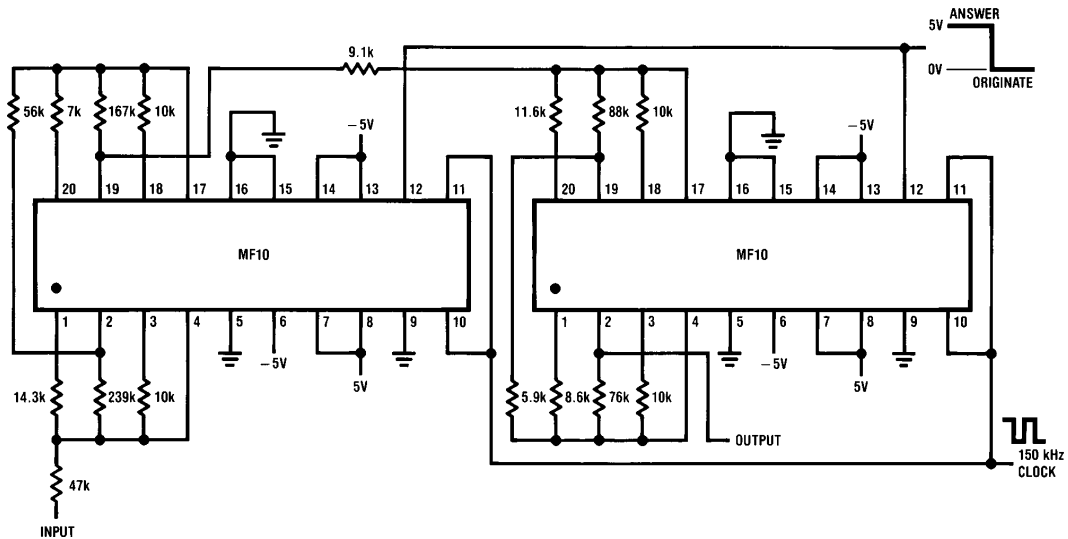 ANSWER
5V
0V
ORIGINATE
9.1k
56k 7k 167k 10k
11.6k 88k 10k
-5V
-5V
20 19 18 17 16 15 14 13 12 11
20 19 18 17 16 15 14 13 12 11
MF10
MF10
1 2 3 4 5 6 7 8 9 10
1 2 3 4 5 6 7 8 9 10
-5V
5V
-5V
5V
14.3k 239k 10k
5.9k 8.6k 76k 10k
OUTPUT
150 kHz
CLOCK
47k
INPUT